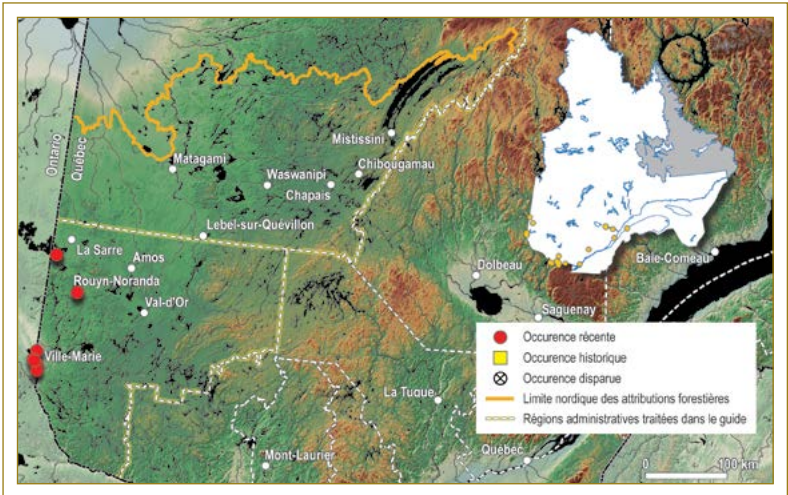 Ontario
Québec
Matagami
Mistissini
Waswanipi
Chibougamau
Chapais
Lebel-sur-Quévillon
La Sarre
Amos
Rouyn-Noranda
Val-d'Or
Ville-Marie
Dolbeau
Baie-Comeau
Saguenay
La Tuque
Mont-Laurier
Québec
Occurence récente
Occurence historique
Occurence disparue
Limite nordique des attributions forestières
Régions administratives traitées dans le guide
0 100 km